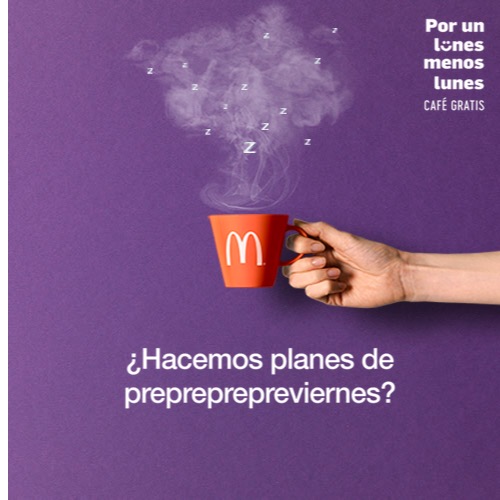 Por un
lunes
menos
lunes
CAFÉ GRATIS
z
z
z
z
z
z
z
z
z
z
z
z
M
¿Hacemos planes de
prepreprepreviernes?